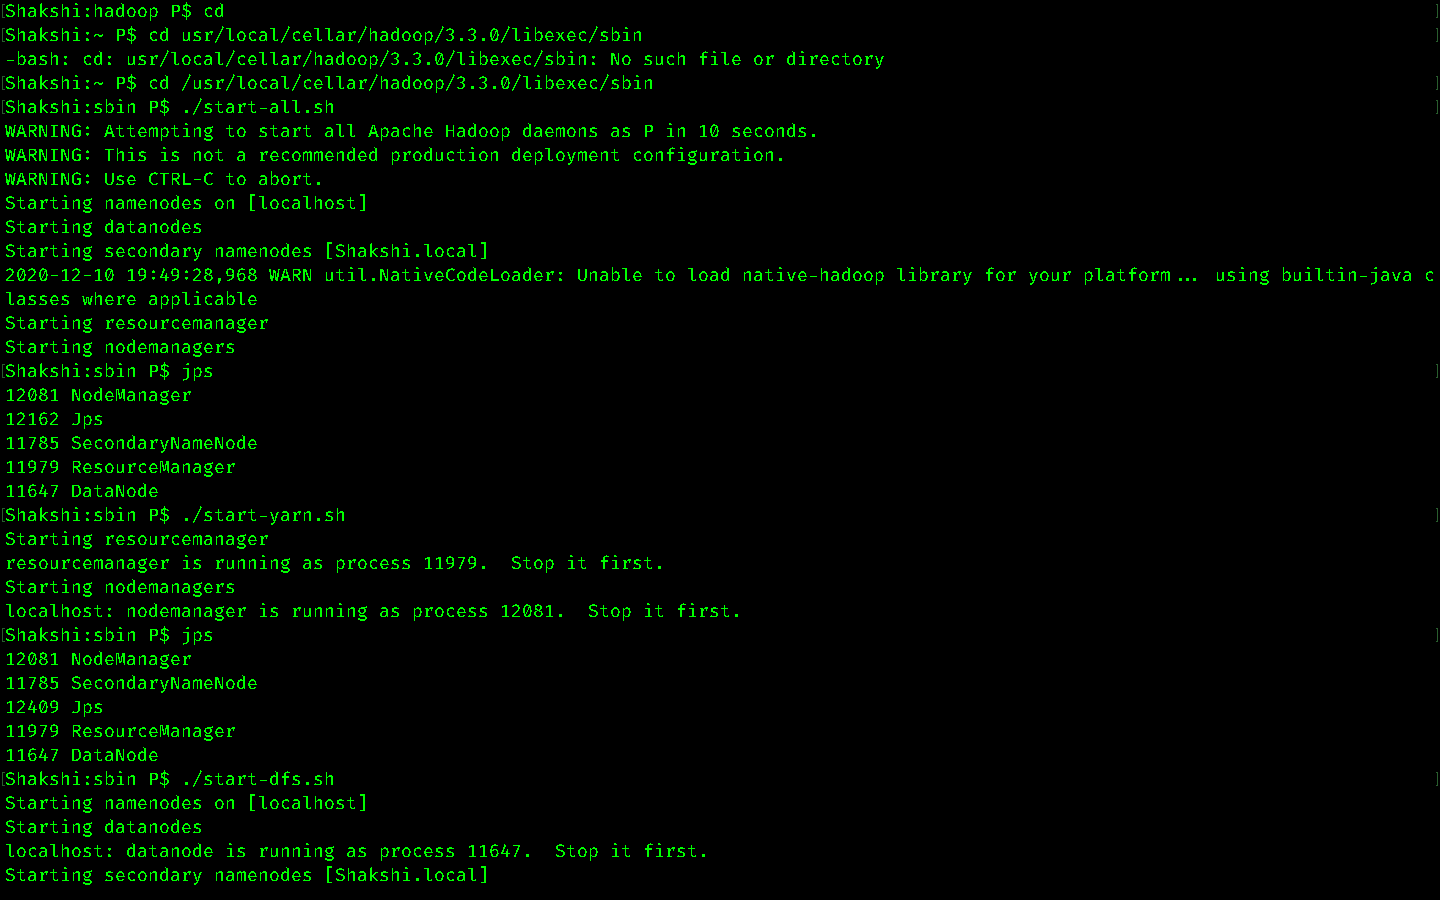 Shakshi:hadoop P$ cd
Shakshi:~ P$ cd usr/local/cellar/hadoop/3.3.0/libexec/sbin
-bash: cd: usr/local/cellar/hadoop/3.3.0/libexec/sbin: No such file or directory
Shakshi:~ P$ cd /usr/local/cellar/hadoop/3.3.0/libexec/sbin
Shakshi:sbin P$ ./start-all.sh
WARNING: Attempting to start all Apache Hadoop daemons as P in 10 seconds.
WARNING: This is not a recommended production deployment configuration.
WARNING: Use CTRL-C to abort.
Starting namenodes on [localhost]
Starting datanodes
Starting secondary namenodes [Shakshi.local]
2020-12-10 19:49:28,968 WARN util.NativeCodeLoader: Unable to load native-hadoop library for your platform... using builtin-java c
lasses where applicable
Starting resourcemanager
Starting nodemanagers
Shakshi:sbin P$ jps
12081 NodeManager
12162 Jps
11785 SecondaryNameNode
11979 ResourceManager
11647 DataNode
Shakshi:sbin P$ ./start-yarn.sh
Starting resourcemanager
resourcemanager is running as process 11979.  Stop it first.
Starting nodemanagers
localhost: nodemanager is running as process 12081.  Stop it first.
Shakshi:sbin P$ jps
12081 NodeManager
11785 SecondaryNameNode
12409 Jps
11979 ResourceManager
11647 DataNode
Shakshi:sbin P$ ./start-dfs.sh
Starting namenodes on [localhost]
Starting datanodes
localhost: datanode is running as process 11647.  Stop it first.
Starting secondary namenodes [Shakshi.local]